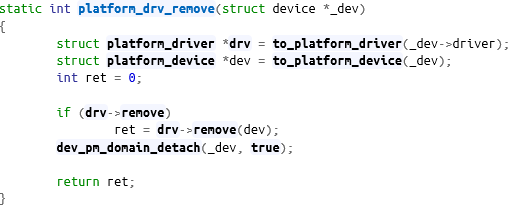 static int platform_drv_remove(struct device *_dev)
{
        struct platform_driver *drv = to_platform_driver(_dev->driver);
        struct platform_device *dev = to_platform_device(_dev);
        int ret = 0;

        if (drv->remove)
                ret = drv->remove(dev);
        dev_pm_domain_detach(_dev, true);

        return ret;
}